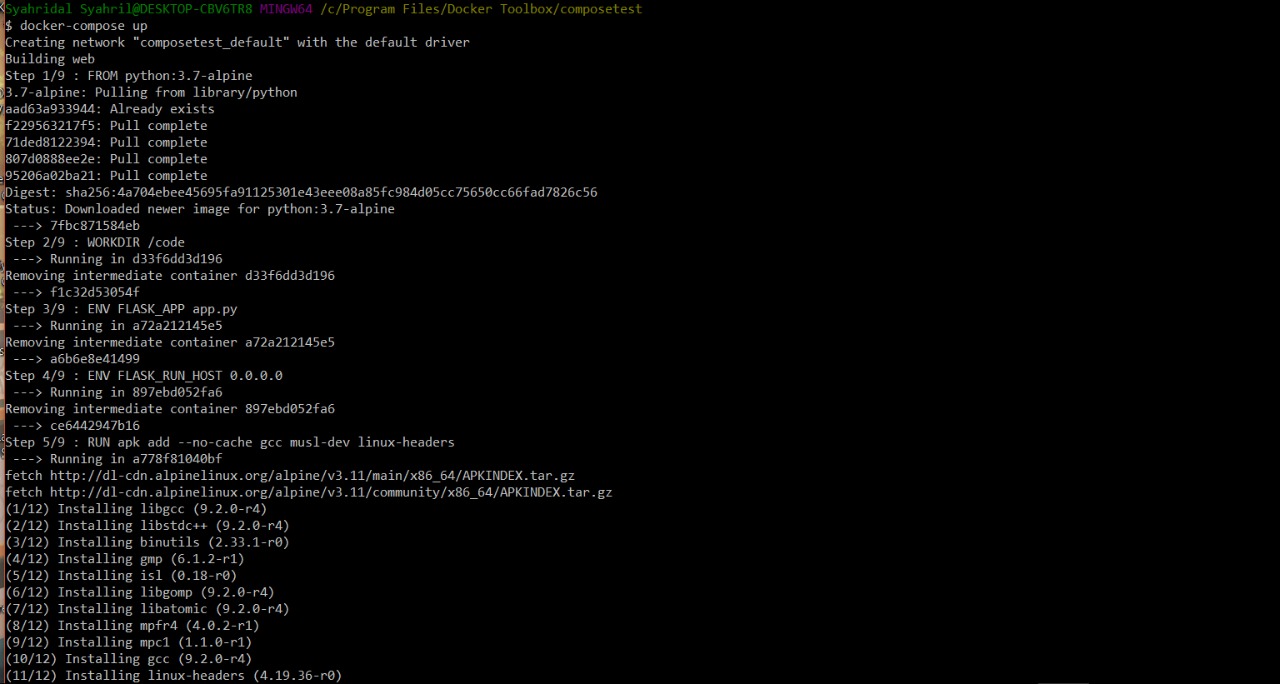 Syahridal Syahril@DESKTOP-CBV6TR8 MINGW64 /c/Program Files/Docker Toolbox/composetest
$ docker-compose up
Creating network "composetest_default" with the default driver
Building web
Step 1/9 : FROM python:3.7-alpine
3.7-alpine: Pulling from library/python
aad63a933944: Already exists
f229563217f5: Pull complete
71ded8122394: Pull complete
807d0888ee2e: Pull complete
95206a02ba21: Pull complete
Digest: sha256:4a704ebee45695fa91125301e43eee08a85fc984d05cc75650cc66fad7826c56
Status: Downloaded newer image for python:3.7-alpine
 ---> 7fbc871584eb
Step 2/9 : WORKDIR /code
 ---> Running in d33f6dd3d196
Removing intermediate container d33f6dd3d196
 ---> f1c32d53054f
Step 3/9 : ENV FLASK_APP app.py
 ---> Running in a72a212145e5
Removing intermediate container a72a212145e5
 ---> a6b6e8e41499
Step 4/9 : ENV FLASK_RUN_HOST 0.0.0.0
 ---> Running in 897ebd052fa6
Removing intermediate container 897ebd052fa6
 ---> ce6442947b16
Step 5/9 : RUN apk add --no-cache gcc musl-dev linux-headers
 ---> Running in a778f81040bf
fetch http://dl-cdn.alpinelinux.org/alpine/v3.11/main/x86_64/APKINDEX.tar.gz
fetch http://dl-cdn.alpinelinux.org/alpine/v3.11/community/x86_64/APKINDEX.tar.gz
(1/12) Installing libgcc (9.2.0-r4)
(2/12) Installing libstdc++ (9.2.0-r4)
(3/12) Installing binutils (2.33.1-r0)
(4/12) Installing gmp (6.1.2-r1)
(5/12) Installing isl (0.18-r0)
(6/12) Installing libgomp (9.2.0-r4)
(7/12) Installing libatomic (9.2.0-r4)
(8/12) Installing mpfr4 (4.0.2-r1)
(9/12) Installing mpc1 (1.1.0-r1)
(10/12) Installing gcc (9.2.0-r4)
(11/12) Installing linux-headers (4.19.36-r0)